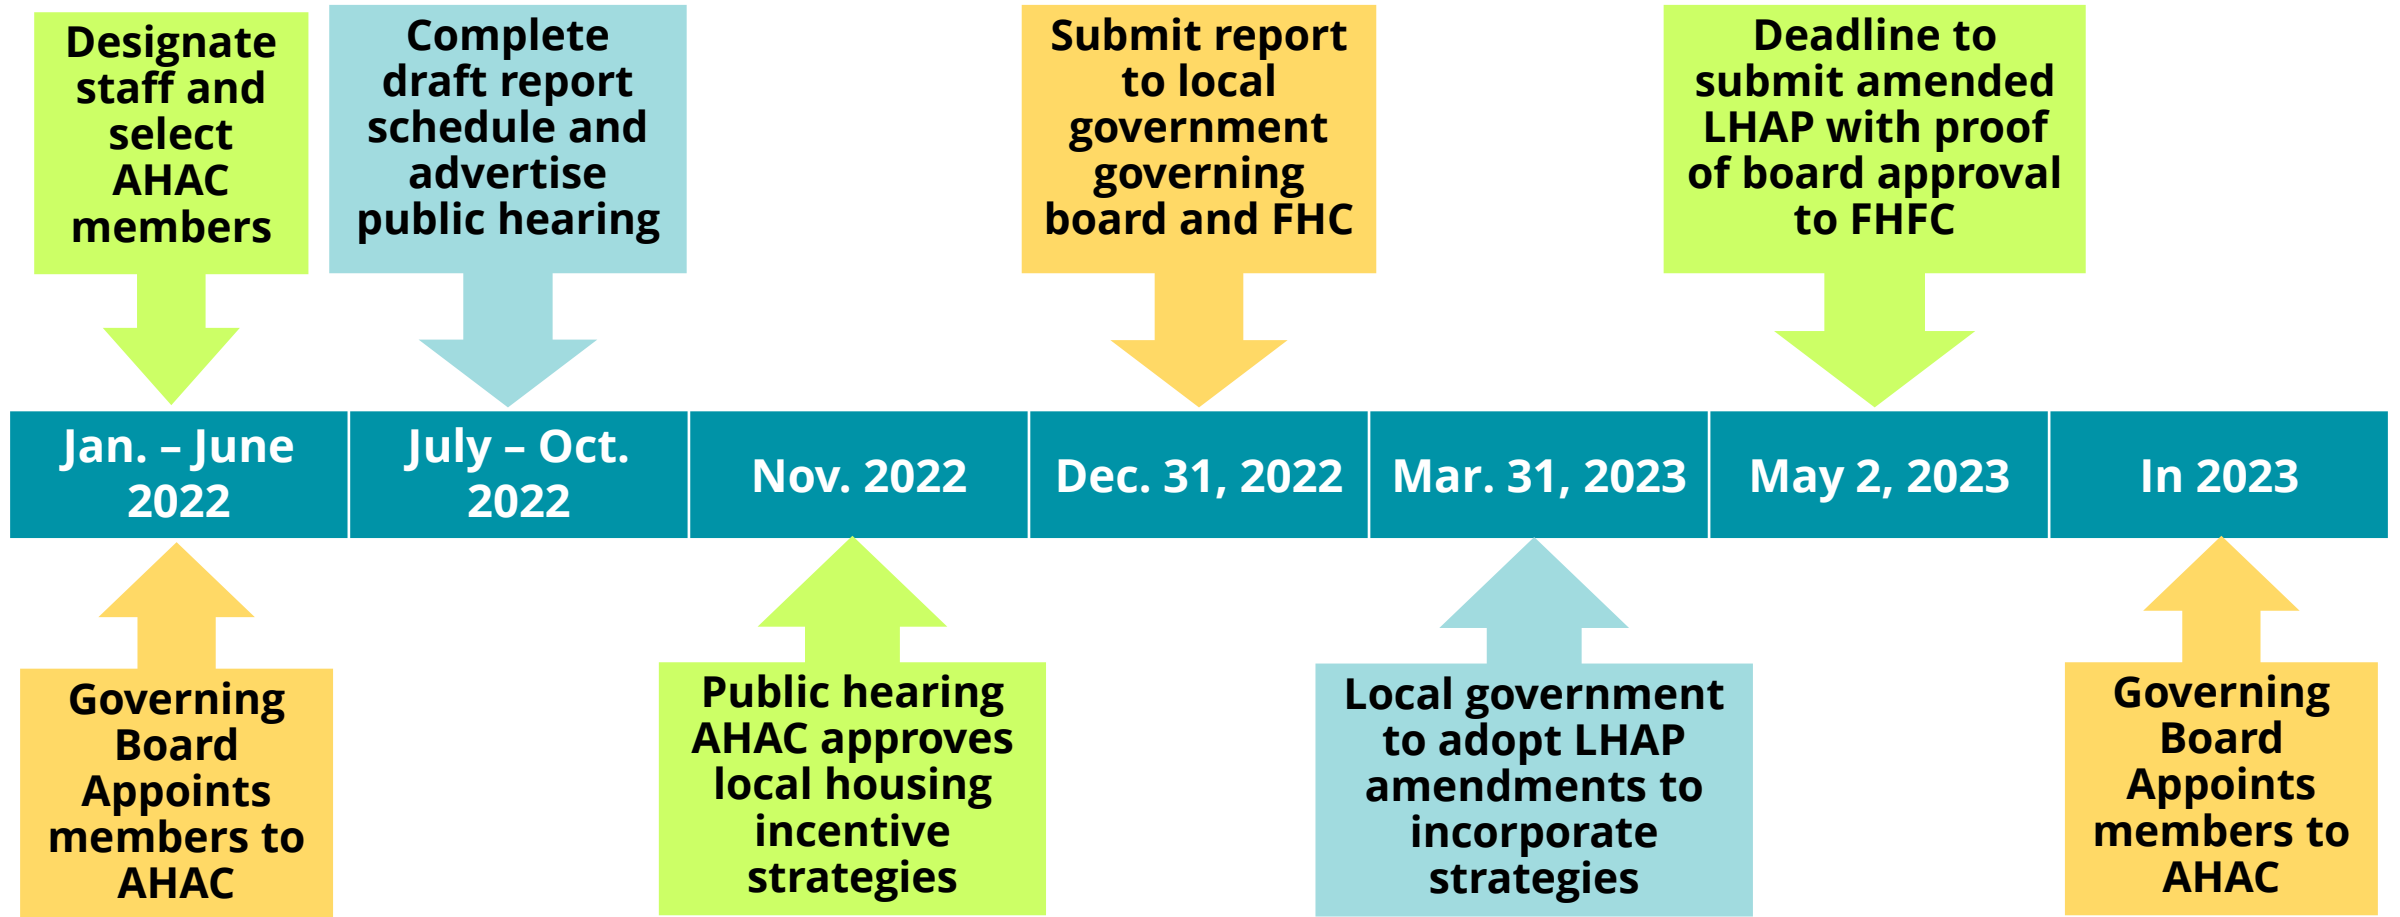 Designate
staff and
select
AHAC
members
Complete
draft report
schedule and
advertise
public hearing
Submit report
to local
government
governing
board and FHC
Deadline to
submit amended
LHAP with proof
of board approval
to FHFC
Jan. – June
2022
July – Oct.
2022
Nov. 2022
Dec. 31, 2022
Mar. 31, 2023
May 2, 2023
In 2023
Governing
Board
Appoints
members to
AHAC
Public hearing
AHAC approves
local housing
incentive
strategies
Local government
to adopt LHAP
amendments to
incorporate
strategies
Governing
Board
Appoints
members to
AHAC